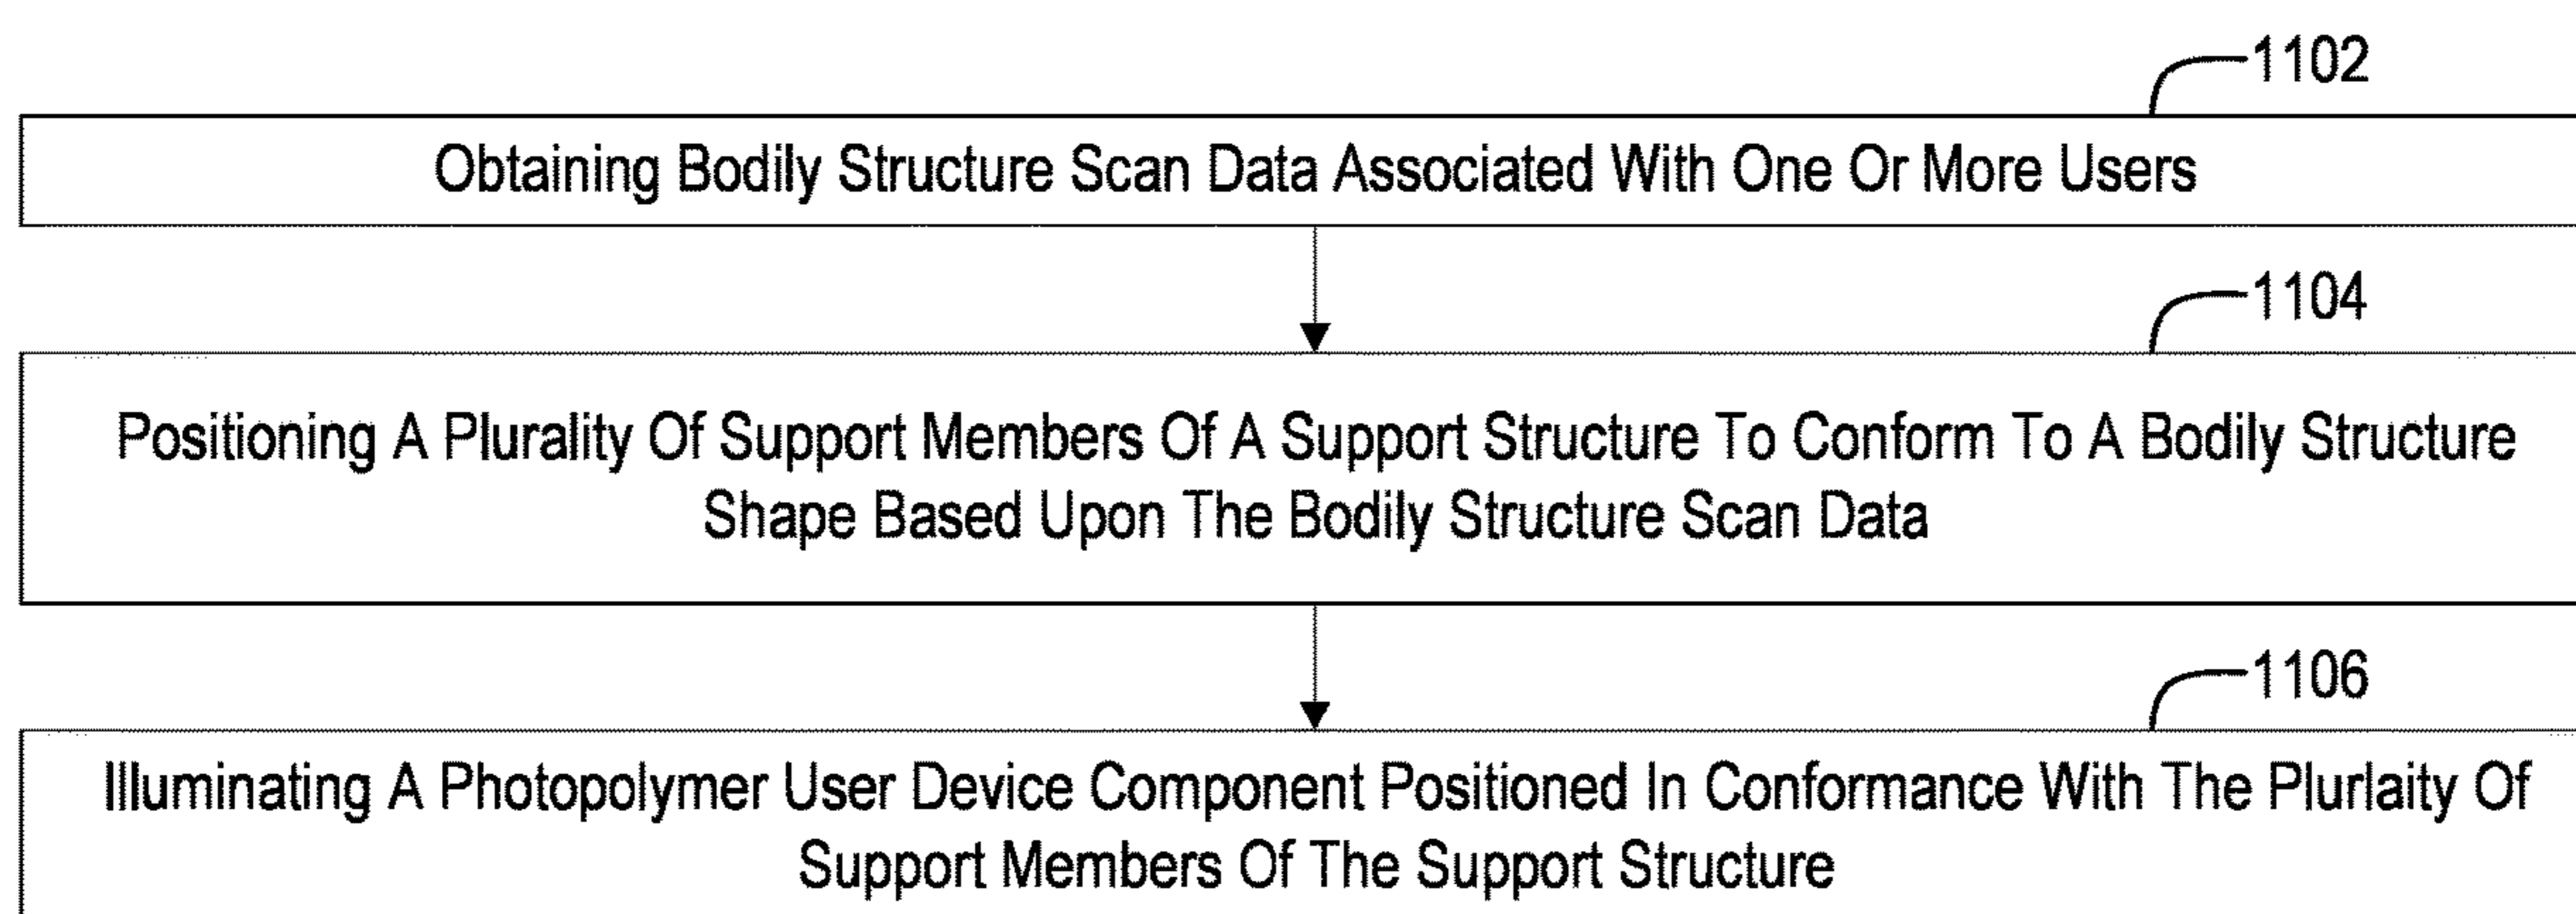 1102
Obtaining Bodily Structure Scan Data Associated With One Or More Users
1104
Positioning A Plurality Of Support Members Of A Support Structure To Conform To A Bodily Structure
Shape Based Upon The Bodily Structure Scan Data
1106
Illuminating A Photopolymer User Device Component Positioned In Conformance With The Plurlaity Of
Support Members Of The Support Structure